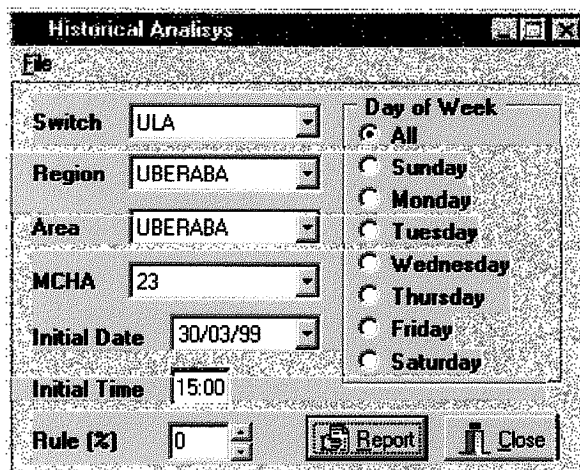 Historical Analisys
File
Switch ULA
Region UBERABA
Area UBERABA
MCHA 23
Initial Date 30/03/99
Initial Time 15:00
Rule (%) 0
Day of Week
All
Sunday
Monday
Tuesday
Wednesday
Thursday
Friday
Saturday
Report
Close